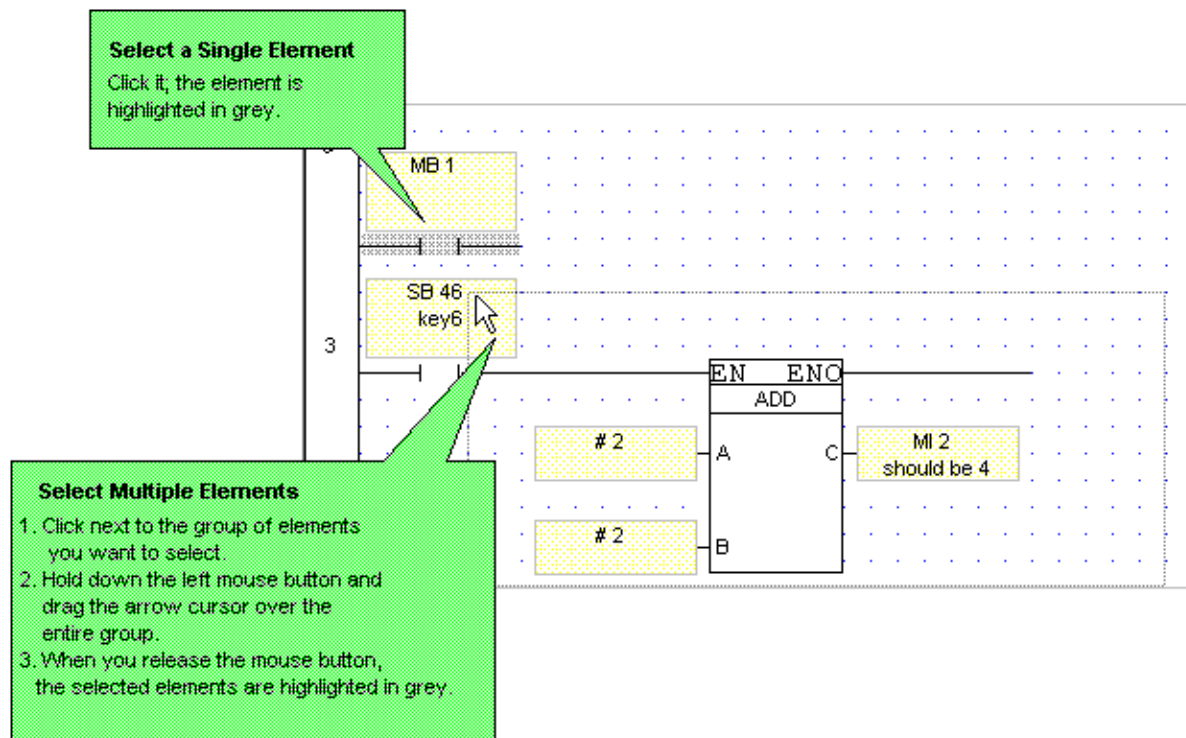 Select a Single Element
Click it; the element is
highlighted in grey.
MB 1
SB 46
key6
3
EN ENO
ADD
# 2
A
C
MI 2
should be 4
# 2
B
Select Multiple Elements
1. Click next to the group of elements
you want to select.
2. Hold down the left mouse button and
drag the arrow cursor over the
entire group.
3. When you release the mouse button,
the selected elements are highlighted in grey.